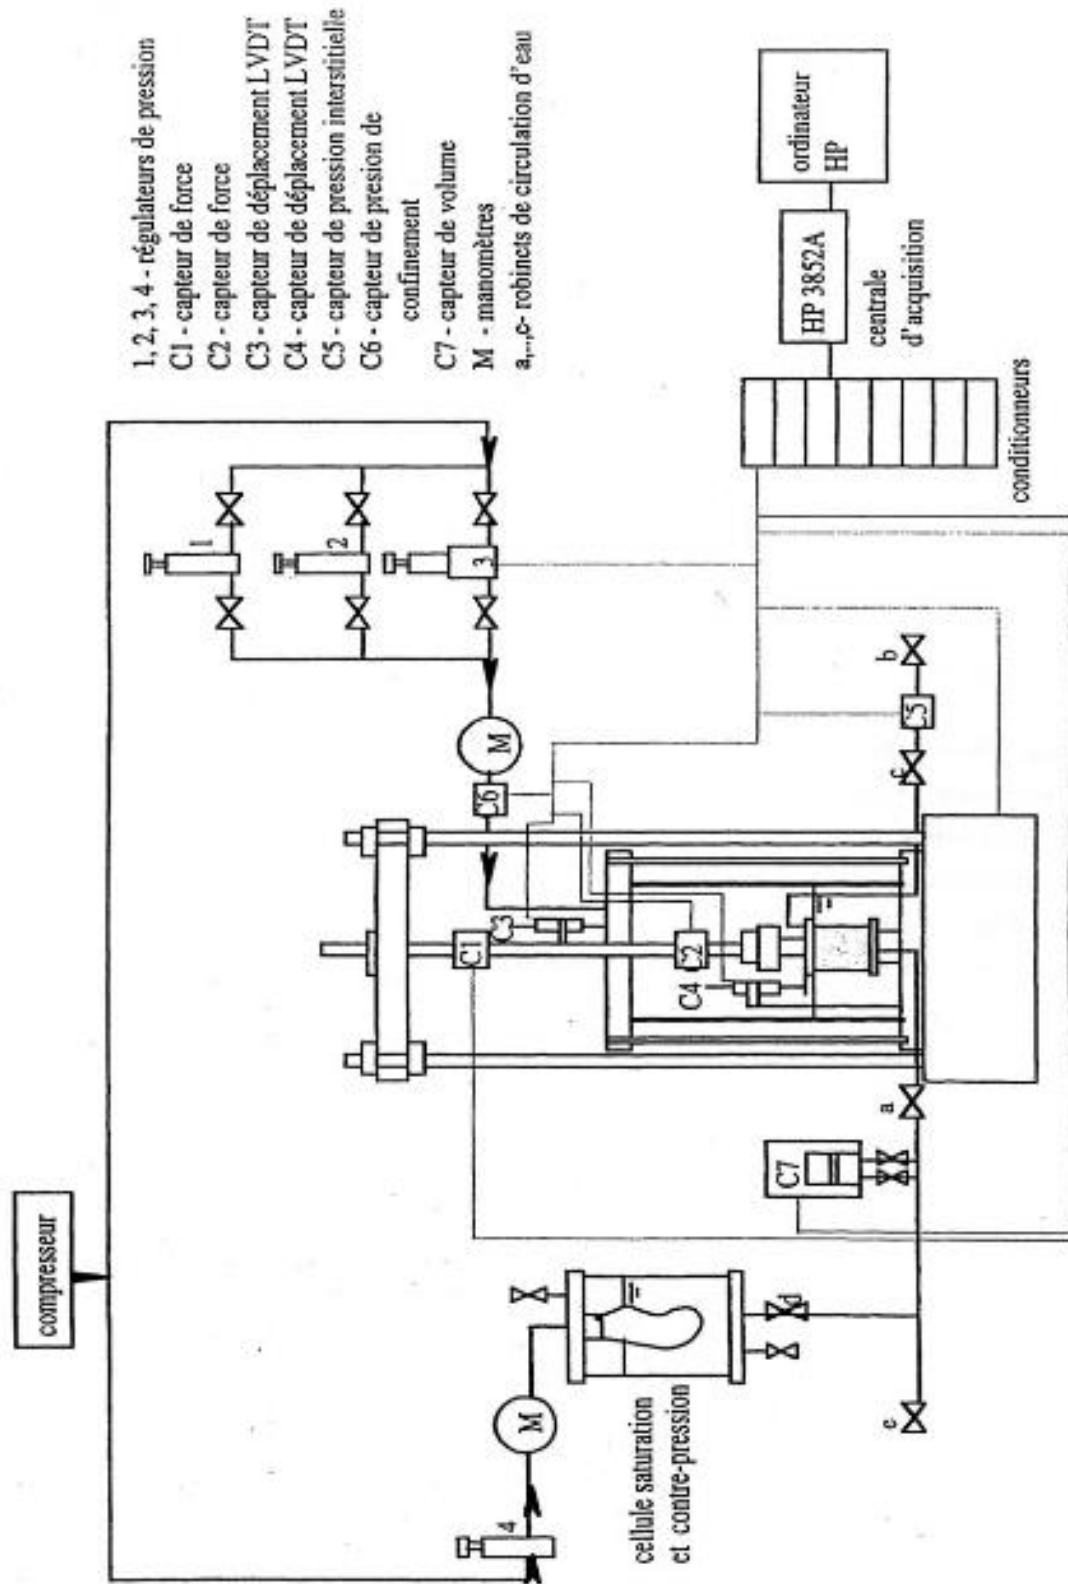 compresseur
1, 2, 3, 4 - régulateurs de pression
C1 - capteur de force
C2 - capteur de force
C3 - capteur de déplacement LVDT
C4 - capteur de déplacement LVDT
C5 - capteur de pression interstitielle
C6 - capteur de presion de
confinement
C7 - capteur de volume
M - manomètres
a,..,e- robincts de circulation d'eau
1
2
3
4
M
M
C6
C1
C3
C2
C4
C7
C5
a
b
c
d
e
cellule saturation
et contre-pression
conditionneurs
HP 3852A
centrale
d'acquisition
ordinateur
HP